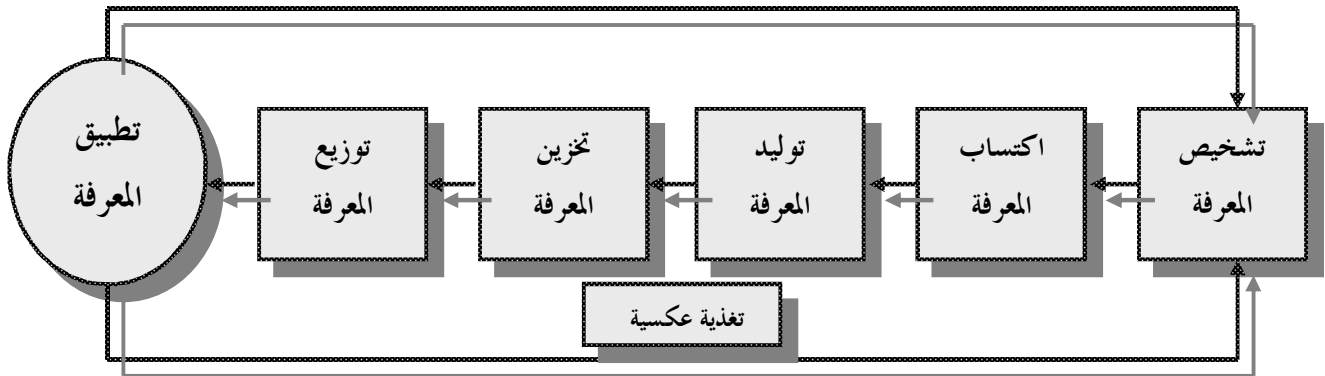 تشخيص
المعرفة
اكتساب
المعرفة
توليد
المعرفة
تخزين
المعرفة
توزيع
المعرفة
تطبيق
المعرفة
تغذية عكسية